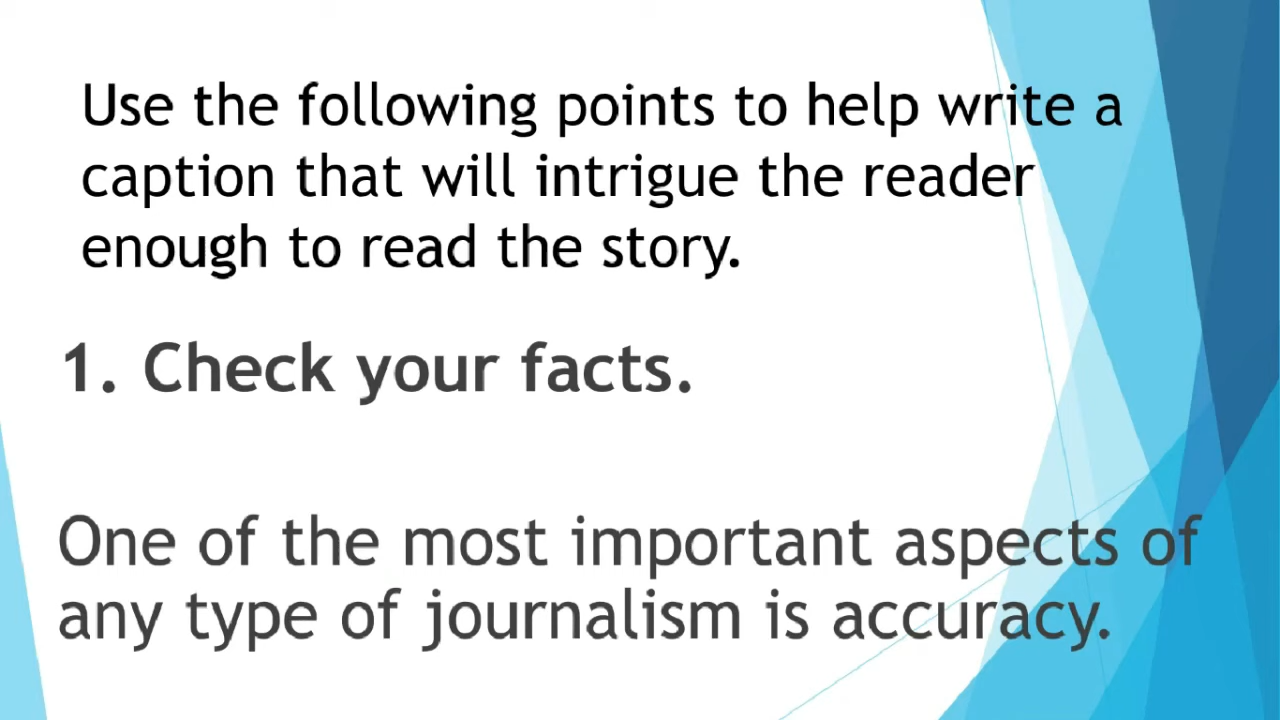 Use the following points to help write a
caption that will intrigue the reader
enough to read the story.
1. Check your facts.
One of the most important aspects of
any type of journalism is accuracy.